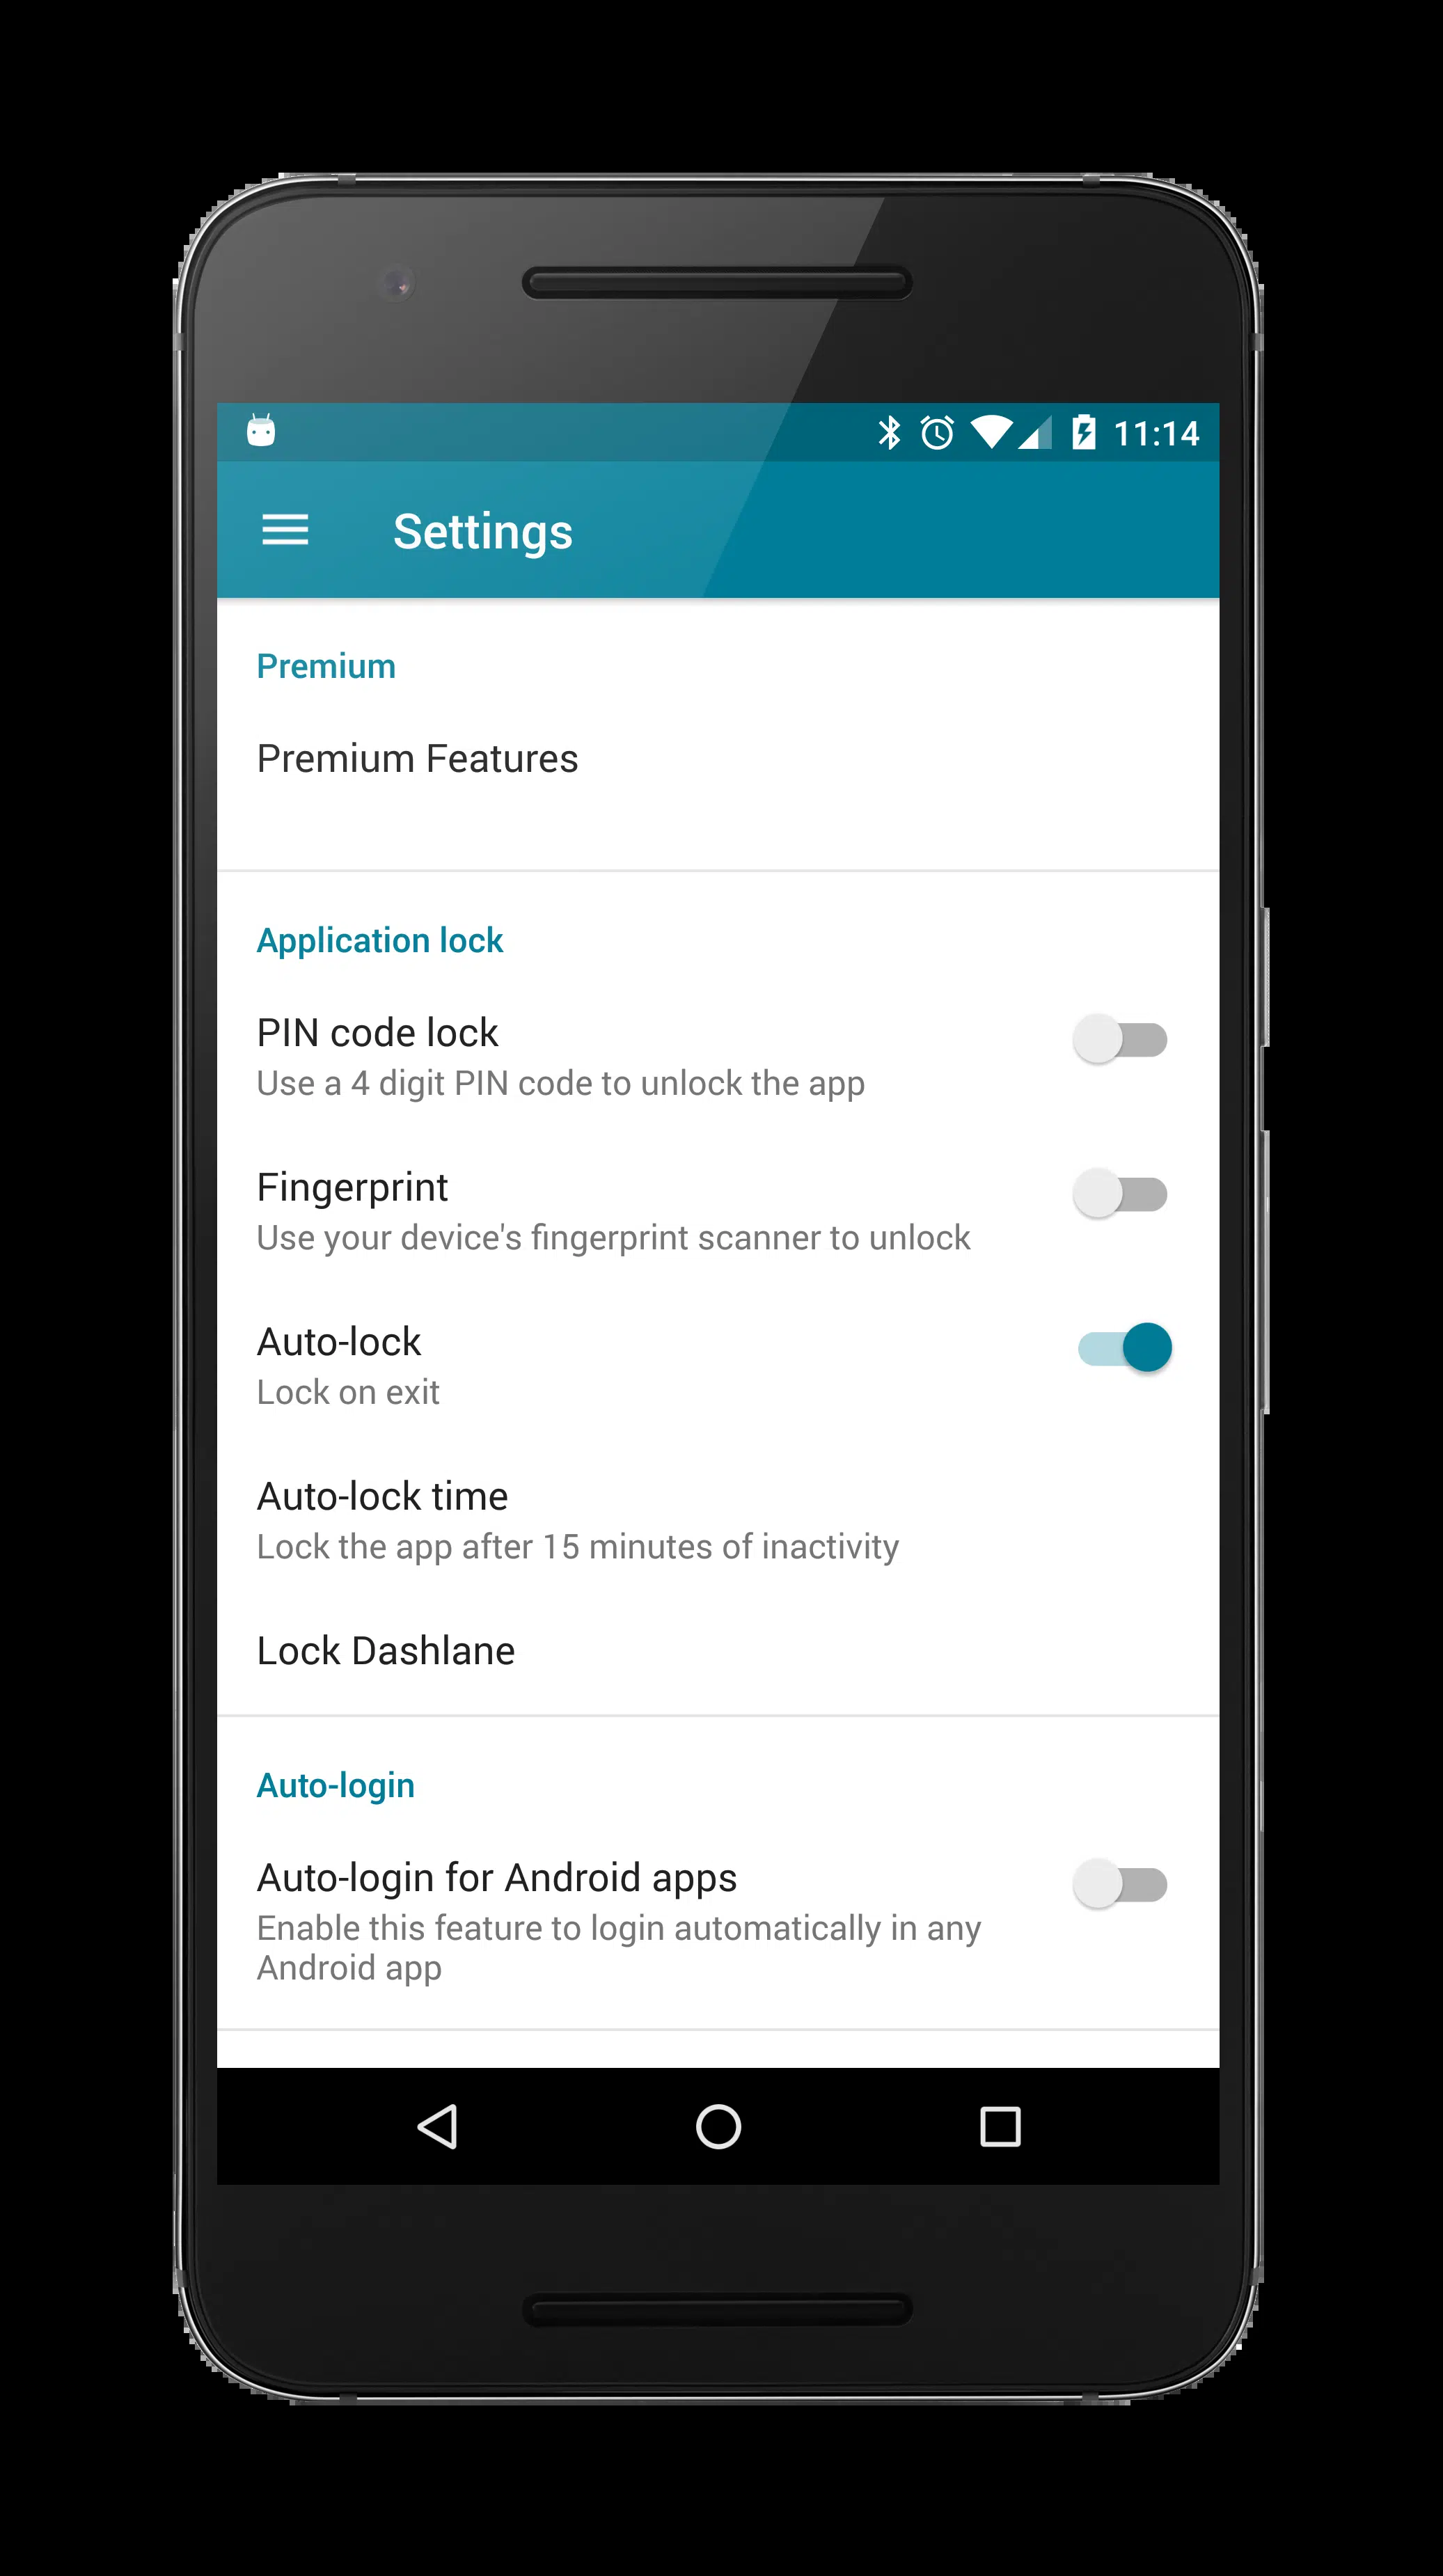 11:14
Settings
Premium
Premium Features
Application lock
PIN code lock
Use a 4 digit PIN code to unlock the app
Fingerprint
Use your device's fingerprint scanner to unlock
Auto-lock
Lock on exit
Auto-lock time
Lock the app after 15 minutes of inactivity
Lock Dashlane
Auto-login
Auto-login for Android apps
Enable this feature to login automatically in any
Android app